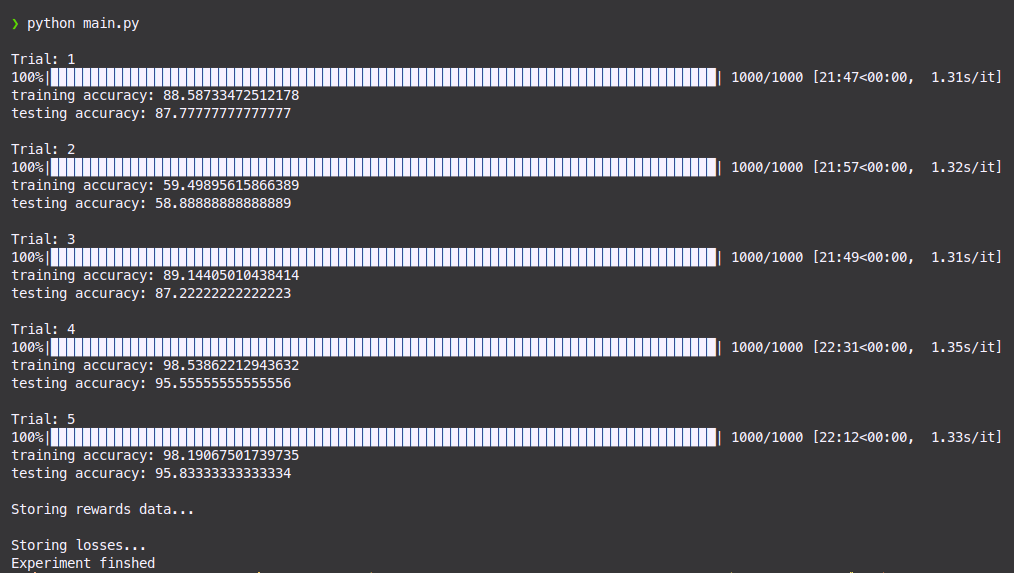 ❯ python main.py
Trial: 1
100%|██████████| 1000/1000 [21:47<00:00,  1.31s/it]
training accuracy: 88.58733472512178
testing accuracy: 87.77777777777777
Trial: 2
100%|██████████| 1000/1000 [21:57<00:00,  1.32s/it]
training accuracy: 59.49895615866389
testing accuracy: 58.88888888888889
Trial: 3
100%|██████████| 1000/1000 [21:49<00:00,  1.31s/it]
training accuracy: 89.14405010438414
testing accuracy: 87.22222222222223
Trial: 4
100%|██████████| 1000/1000 [22:31<00:00,  1.35s/it]
training accuracy: 98.53862212943632
testing accuracy: 95.55555555555556
Trial: 5
100%|██████████| 1000/1000 [22:12<00:00,  1.33s/it]
training accuracy: 98.19067501739735
testing accuracy: 95.83333333333334
Storing rewards data...
Storing losses...
Experiment finshed